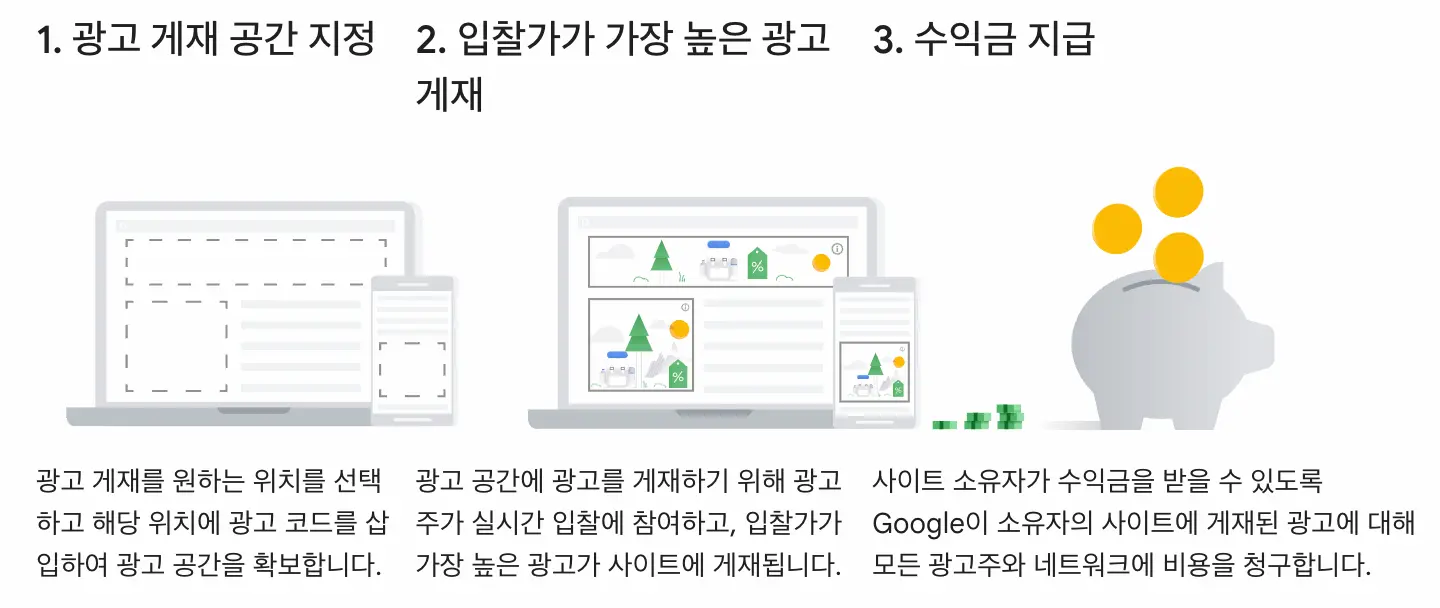 1. 광고 게재 공간 지정
2. 입찰가가 가장 높은 광고
게재
3. 수익금 지급
%
%
%
광고 게재를 원하는 위치를 선택
하고 해당 위치에 광고 코드를 삽
입하여 광고 공간을 확보합니다.
광고 공간에 광고를 게재하기 위해 광고
주가 실시간 입찰에 참여하고, 입찰가가
가장 높은 광고가 사이트에 게재됩니다.
사이트 소유자가 수익금을 받을 수 있도록
Google이 소유자의 사이트에 게재된 광고에 대해
모든 광고주와 네트워크에 비용을 청구합니다.